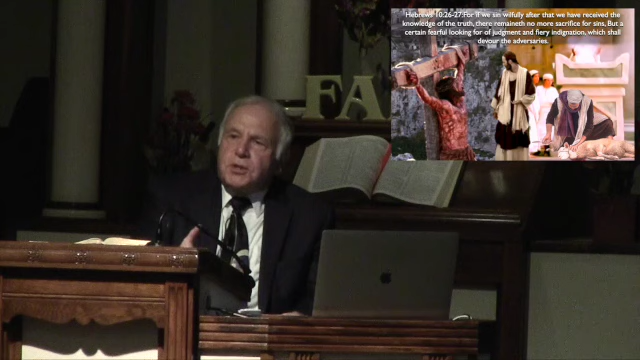 Hebrews 10:26-27:For if we sin wilfully after that we have received the
knowledge of the truth, there remaineth no more sacrifice for sins, But a
certain fearful looking for of judgment and fiery indignation, which shall
devour the adversaries.
FA